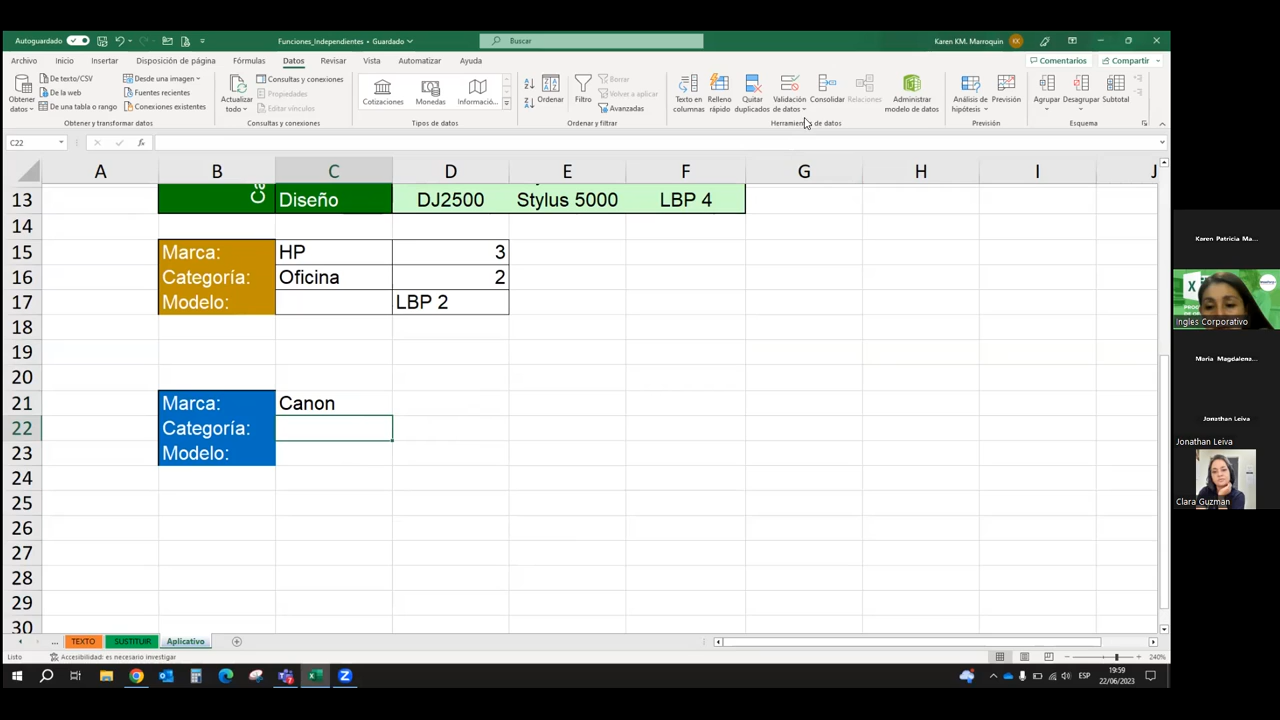 Autoguardado
Funciones_Independientes • Guardado
Buscar
Karen KM. Marroquin
KK
Archivo Inicio Insertar Disposición de página Fórmulas Datos Revisar Vista Automatizar Ayuda
Comentarios Compartir
Obtener datos
De texto/CSV
De la web
De una tabla o rango
Desde una imagen
Fuentes recientes
Conexiones existentes
Obtener y transformar datos
Actualizar todo
Consultas y conexiones
Propiedades
Editar vínculos
Consultas y conexiones
Cotizaciones
Monedas
Informació...
Tipos de datos
Ordenar
Filtro
Borrar
Volver a aplicar
Avanzadas
Ordenar y filtrar
Texto en columnas
Relleno rápido
Quitar duplicados
Validación de datos
Consolidar
Relaciones
Administrar modelo de datos
Herramientas de datos
Análisis de hipótesis
Previsión
Previsión
Agrupar
Desagrupar
Subtotal
Esquema
C22
A B C D E F G H I J
13 Ca Diseño DJ2500 Stylus 5000 LBP 4
14
15 Marca: HP 3
16 Categoría: Oficina 2
17 Modelo: LBP 2
18
19
20
21 Marca: Canon
22 Categoría:
23 Modelo:
24
25
26
27
28
29
30
... TEXTO SUSTITUIR Aplicativo
Listo
Accesibilidad: es necesario investigar
240%
ESP
19:59
22/06/2023
Karen Patricia Ma...
Ingles Corporativo
Maria Magdalena...
Jonathan Leiva
Jonathan Leiva
Clara Guzman